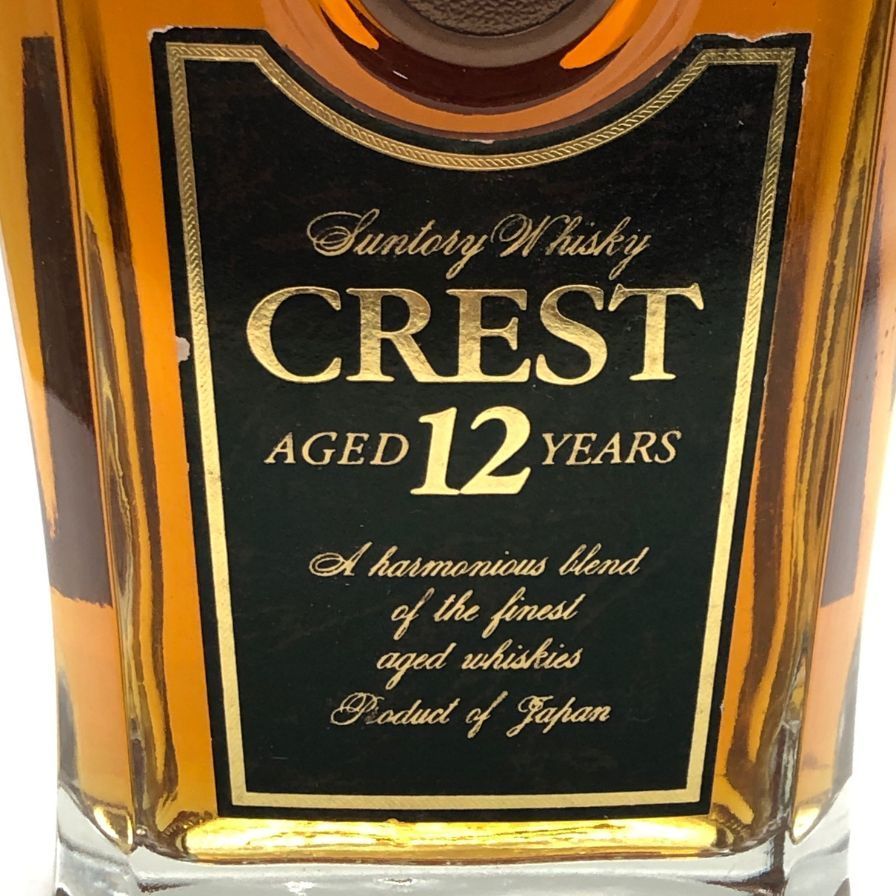 Suntory Whisky
CREST
AGED 12 YEARS
A harmonious blend
of the finest
aged whiskies
Product of Japan